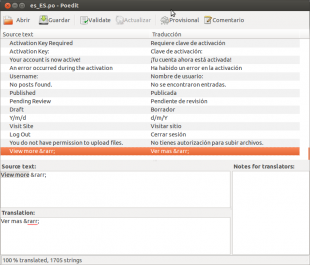 es_ES.po - Poedit
Abrir Guardar Validate Actualizar Provisional Comentario
Source text Traducción
Activation Key Required Requiere clave de activación
Activation Key: Clave de activación:
Your account is now active! ¡Tu cuenta ahora está activada!
An error occurred during the activation Ha habido un error en la activación
Username: Nombre de usuario:
No posts found. No se encontraron entradas.
Published Publicada
Pending Review Pendiente de revisión
Draft Borrador
Y/m/d d/m/Y
Visit Site Visitar sitio
Log Out Cerrar sesión
You do not have permission to upload files. No tienes autorización para subir archivos.
View more &rarr; Ver mas &rarr;
Source text: Notes for translators:
View more &rarr;
Translation:
Ver mas &rarr;
100 % translated, 1705 strings